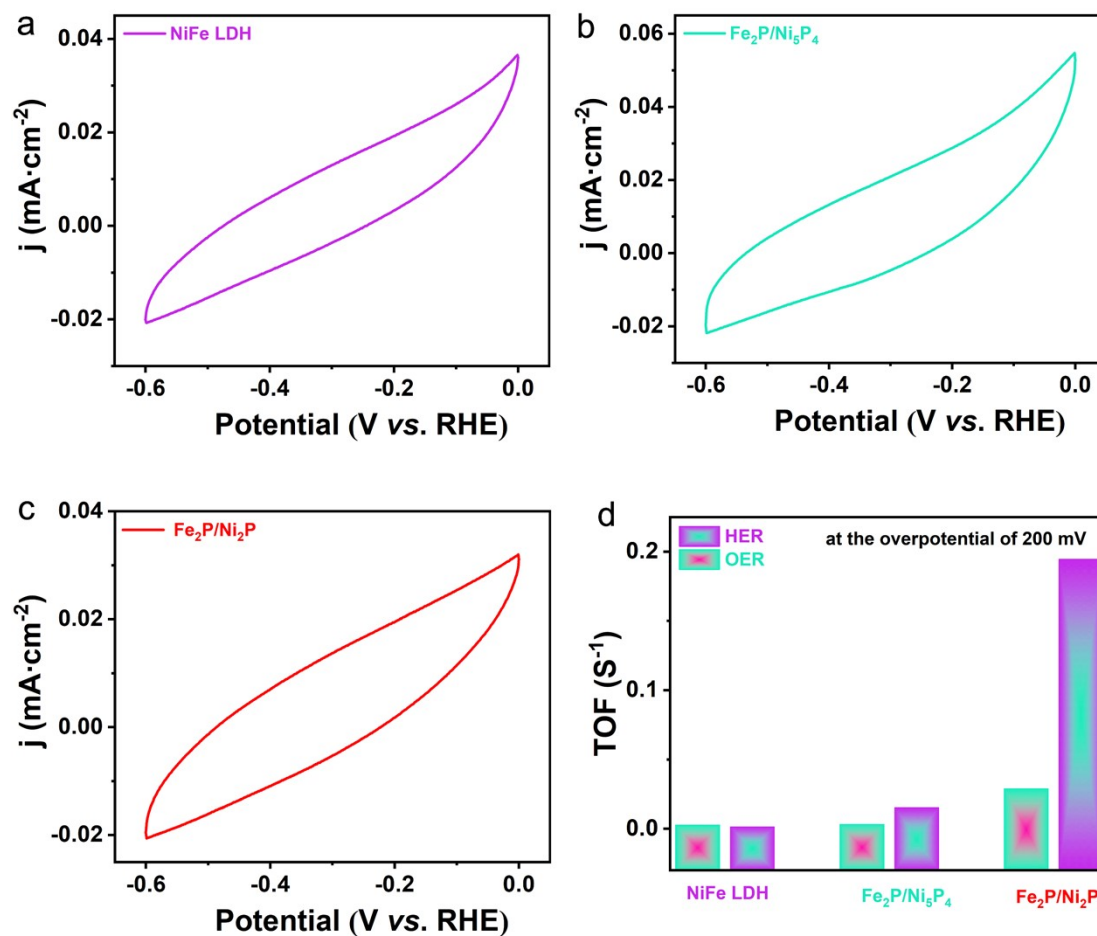 a
NiFe LDH
0.04
0.02
0.00
-0.02
j (mA·cm⁻²)
-0.6 -0.4 -0.2 0.0
Potential (V vs. RHE)
b
Fe₂P/Ni₅P₄
0.06
0.04
0.02
0.00
-0.02
j (mA·cm⁻²)
-0.6 -0.4 -0.2 0.0
Potential (V vs. RHE)
c
Fe₂P/Ni₂P
0.04
0.02
0.00
-0.02
j (mA·cm⁻²)
-0.6 -0.4 -0.2 0.0
Potential (V vs. RHE)
d
HER
OER
at the overpotential of 200 mV
0.2
0.1
0.0
TOF (S⁻¹)
NiFe LDH Fe₂P/Ni₅P₄ Fe₂P/Ni₂P